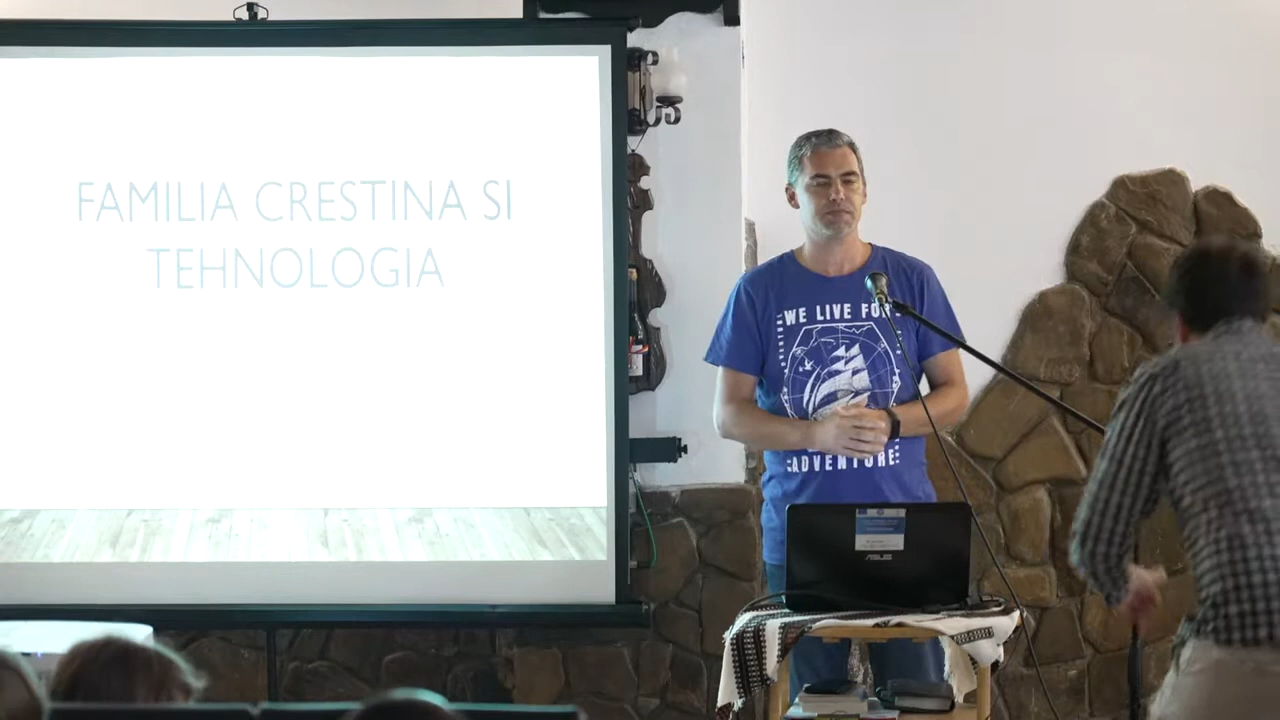 FAMILIA CRESTINA SI
TEHNOLOGIA
WE LIVE FOR
ADVENTURE